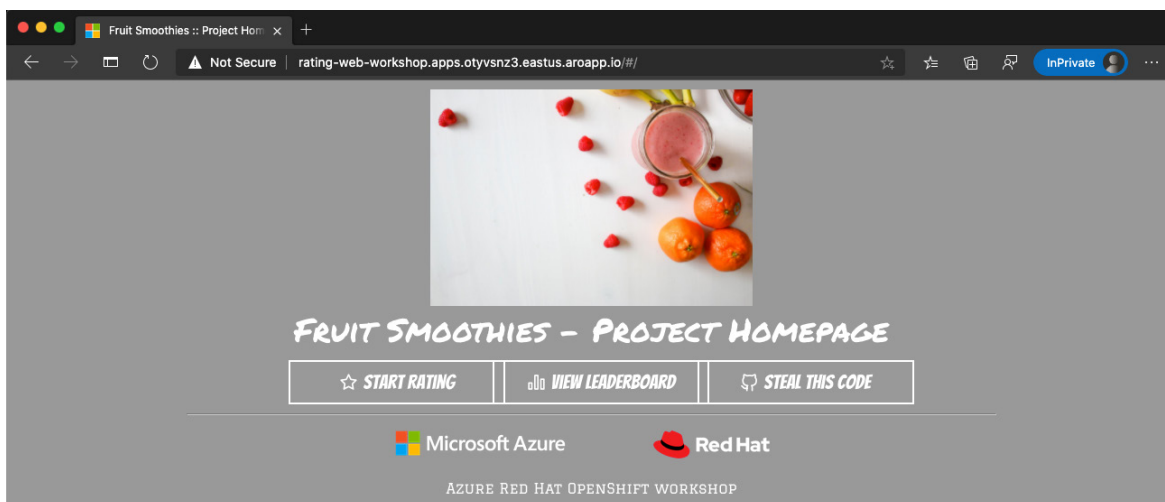 Fruit Smoothies :: Project Hom
Not Secure | rating-web-workshop.apps.otyvsnz3.eastus.aroapp.io/#/
InPrivate
FRUIT SMOOTHIES – PROJECT HOMEPAGE
START RATING
VIEW LEADERBOARD
STEAL THIS CODE
Microsoft Azure
Red Hat
AZURE RED HAT OPENSHIFT WORKSHOP